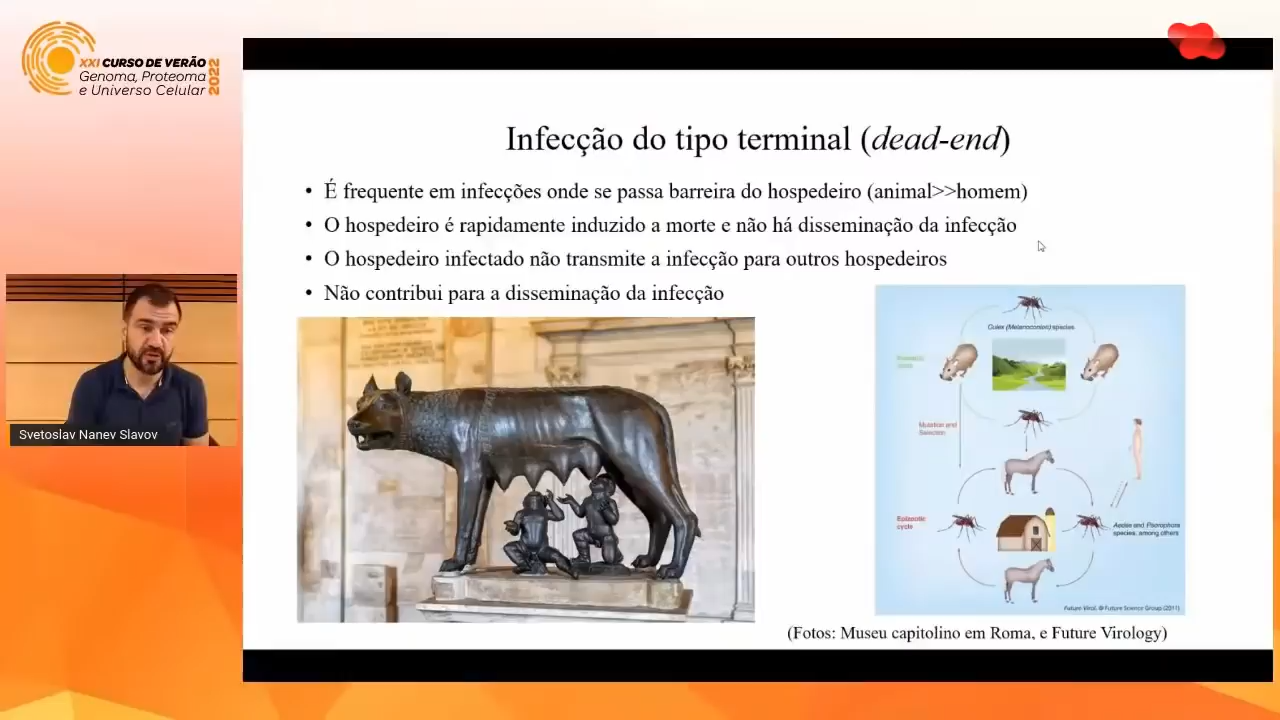 XXI CURSO DE VERÃO
Genoma, Proteoma
e Universo Celular
2022
Infecção do tipo terminal (dead-end)
• É frequente em infecções onde se passa barreira do hospedeiro (animal>>homem)
• O hospedeiro é rapidamente induzido a morte e não há disseminação da infecção
• O hospedeiro infectado não transmite a infecção para outros hospedeiros
• Não contribui para a disseminação da infecção
Svetoslav Nanev Slavov
Culex (Melanoconion) species
cycle
Mutation and
Selection
Epizootic
cycle
Aedes and Psorophora
species, among others
Future Virol. © Future Science Group (2011)
(Fotos: Museu capitolino em Roma, e Future Virology)